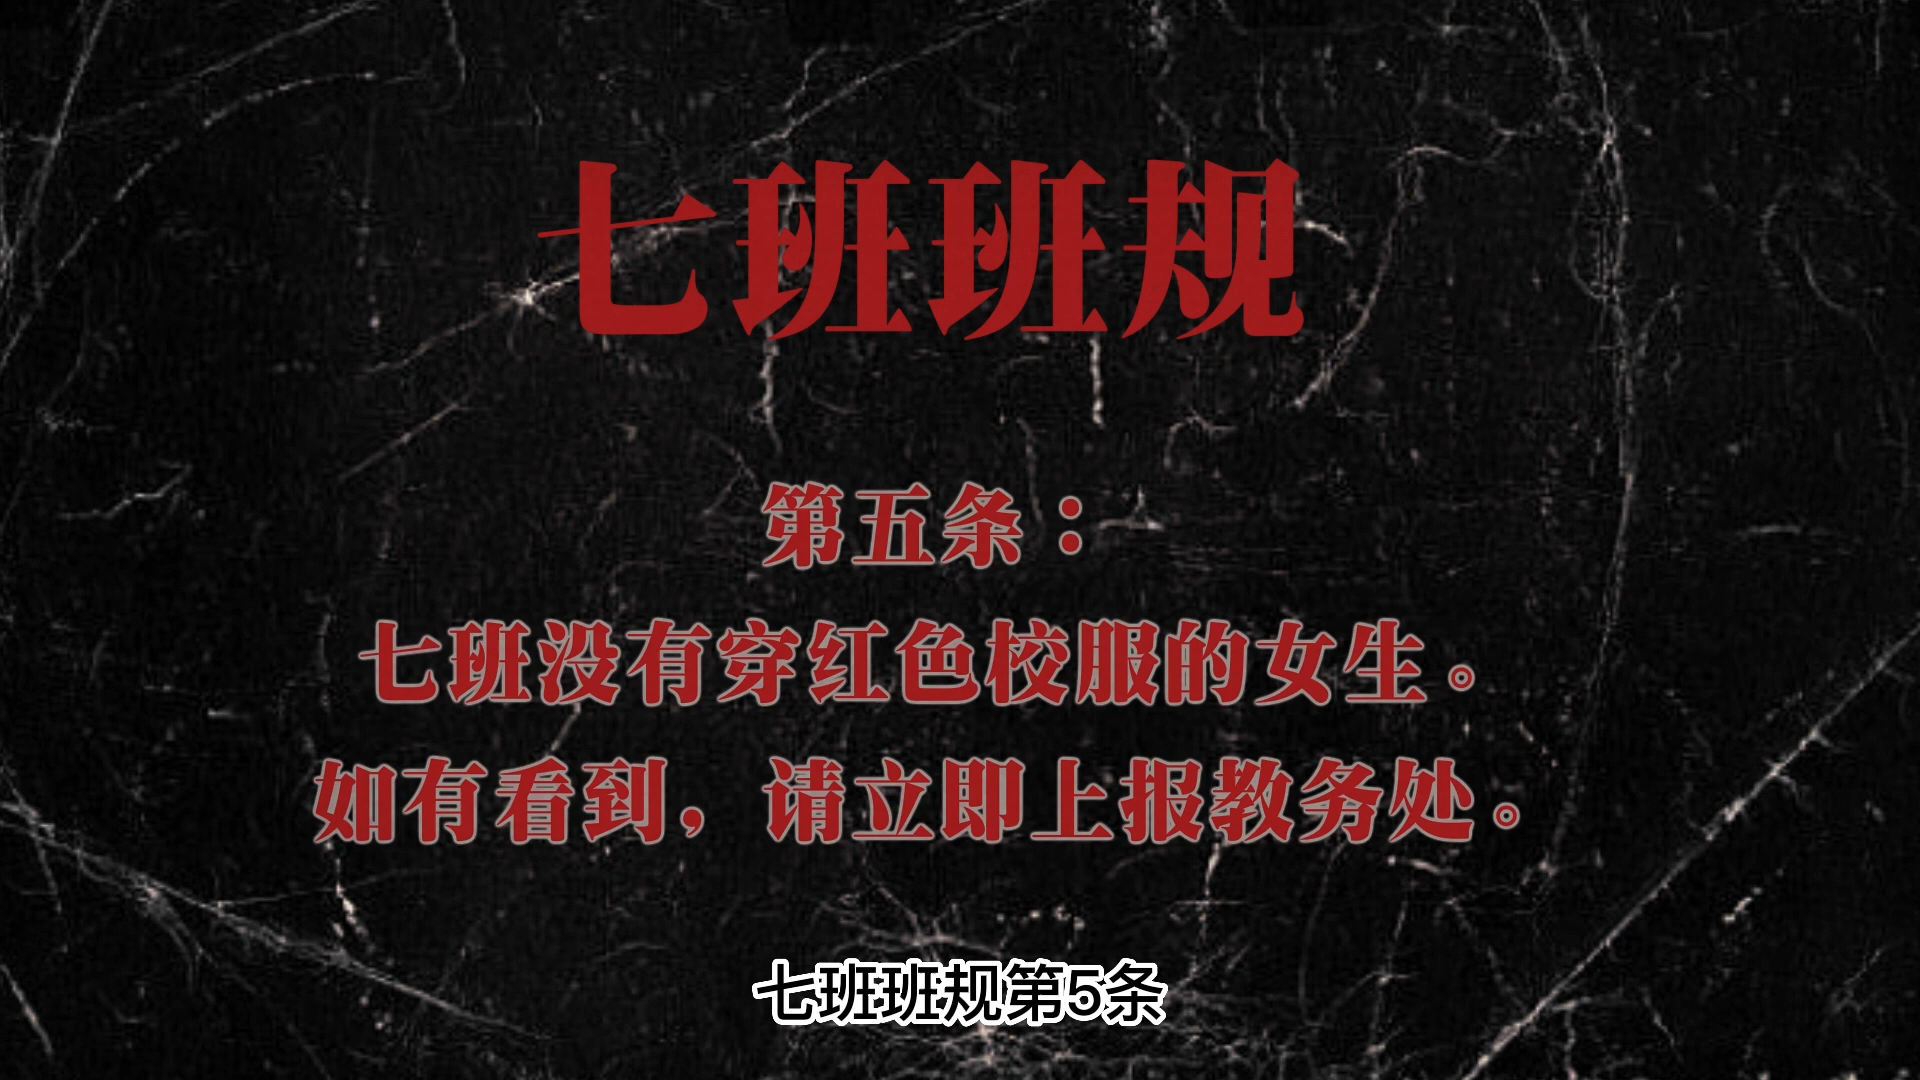 七班班规
第五条：
七班没有穿红色校服的女生。
如有看到，请立即上报教务处。
七班班规第5条